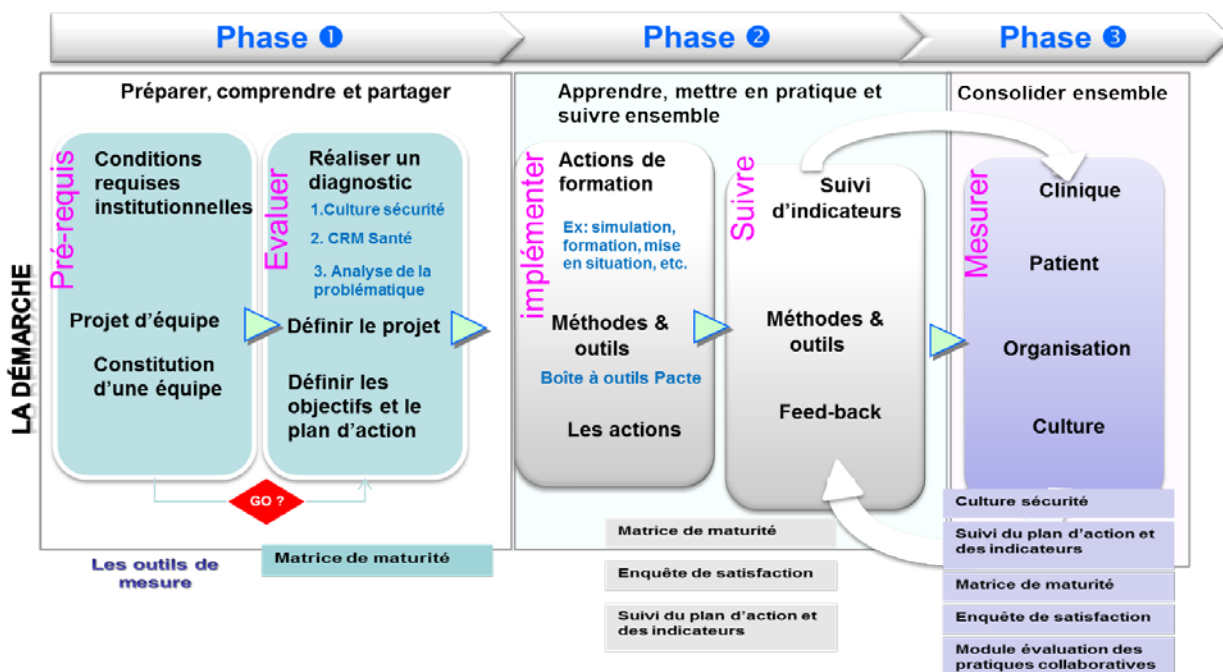 Phase ❶
Phase ❷
Phase ❸
LA DÉMARCHE
Préparer, comprendre et partager
Pré-requis
Conditions
requises
institutionnelles
Projet d’équipe
Constitution
d’une équipe
Evaluer
Réaliser un
diagnostic
1.Culture sécurité
2. CRM Santé
3. Analyse de la
problématique
Définir le projet
Définir les
objectifs et le
plan d’action
GO ?
Les outils de
mesure
Matrice de maturité
Apprendre, mettre en pratique et
suivre ensemble
implémenter
Actions de
formation
Ex: simulation,
formation, mise
en situation, etc.
Méthodes &
outils
Boîte à outils Pacte
Les actions
Suivre
Suivi
d’indicateurs
Méthodes &
outils
Feed-back
Matrice de maturité
Enquête de satisfaction
Suivi du plan d’action et
des indicateurs
Consolider ensemble
Mesurer
Clinique
Patient
Organisation
Culture
Culture sécurité
Suivi du plan d’action et
des indicateurs
Matrice de maturité
Enquête de satisfaction
Module évaluation des
pratiques collaboratives